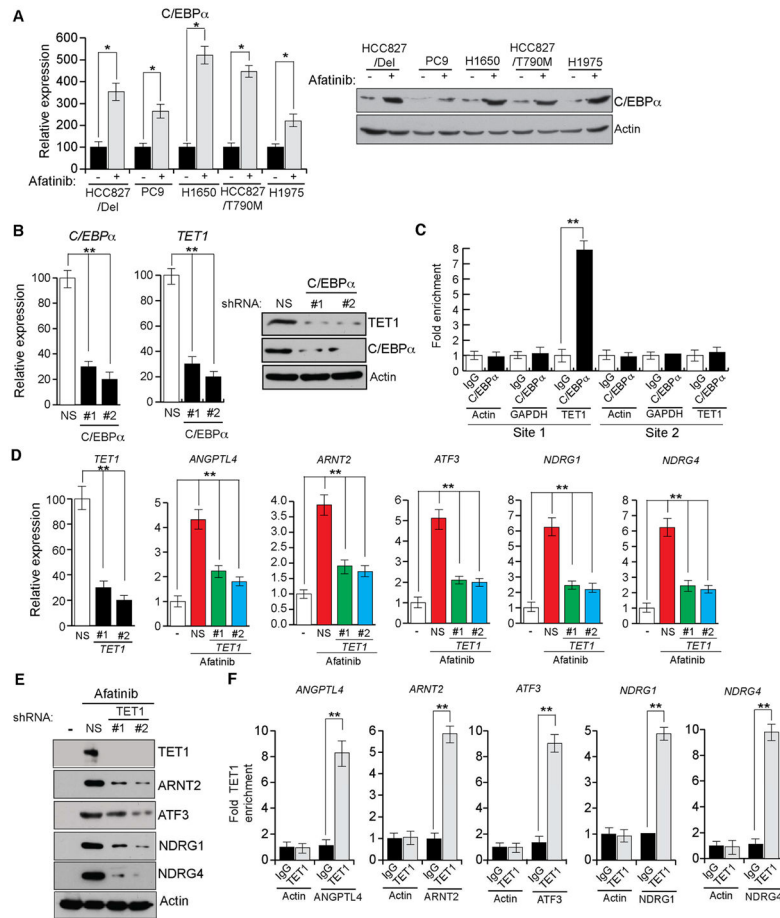 A
C/EBPα
Relative expression
600
500
400
300
200
100
0
* * * * *
Afatinib: - + - + - + - + - +
HCC827 /Del PC9 H1650 HCC827 /T790M H1975
HCC827 /Del PC9 H1650 HCC827 /T790M H1975
Afatinib: - + - + - + - + - +
C/EBPα
Actin
B
C/EBPα
Relative expression
100
80
60
40
20
0
**
NS #1 #2
C/EBPα
TET1
100
80
60
40
20
0
**
NS #1 #2
C/EBPα
C/EBPα
shRNA: NS #1 #2
TET1
C/EBPα
Actin
C
Fold enrichment
8
7
6
5
4
3
2
1
0
**
IgG C/EBPα IgG C/EBPα IgG C/EBPα IgG C/EBPα IgG C/EBPα IgG C/EBPα
Actin GAPDH TET1 Actin GAPDH TET1
Site 1 Site 2
D
TET1
Relative expression
100
80
60
40
20
0
**
NS #1 #2
TET1
ANGPTL4
4
2
0
**
- NS #1 #2
TET1
Afatinib
ARNT2
4.0
3.5
3.0
2.5
2.0
1.5
1.0
0.5
0.0
**
- NS #1 #2
TET1
Afatinib
ATF3
6
5
4
3
2
1
0
**
- NS #1 #2
TET1
Afatinib
NDRG1
8
7
6
5
4
3
2
1
0
**
- NS #1 #2
TET1
Afatinib
NDRG4
8
7
6
5
4
3
2
1
0
**
- NS #1 #2
TET1
Afatinib
E
Afatinib
TET1
shRNA: - NS #1 #2
TET1
ARNT2
ATF3
NDRG1
NDRG4
Actin
F
Fold TET1 enrichment
ANGPTL4
10
8
6
4
2
0
**
IgG TET1 IgG TET1
Actin ANGPTL4
ARNT2
6
5
4
3
2
1
0
**
IgG TET1 IgG TET1
Actin ARNT2
ATF3
10
8
6
4
2
0
**
IgG TET1 IgG TET1
Actin ATF3
NDRG1
5
4
3
2
1
0
**
IgG TET1 IgG TET1
Actin NDRG1
NDRG4
10
8
6
4
2
0
**
IgG TET1 IgG TET1
Actin NDRG4